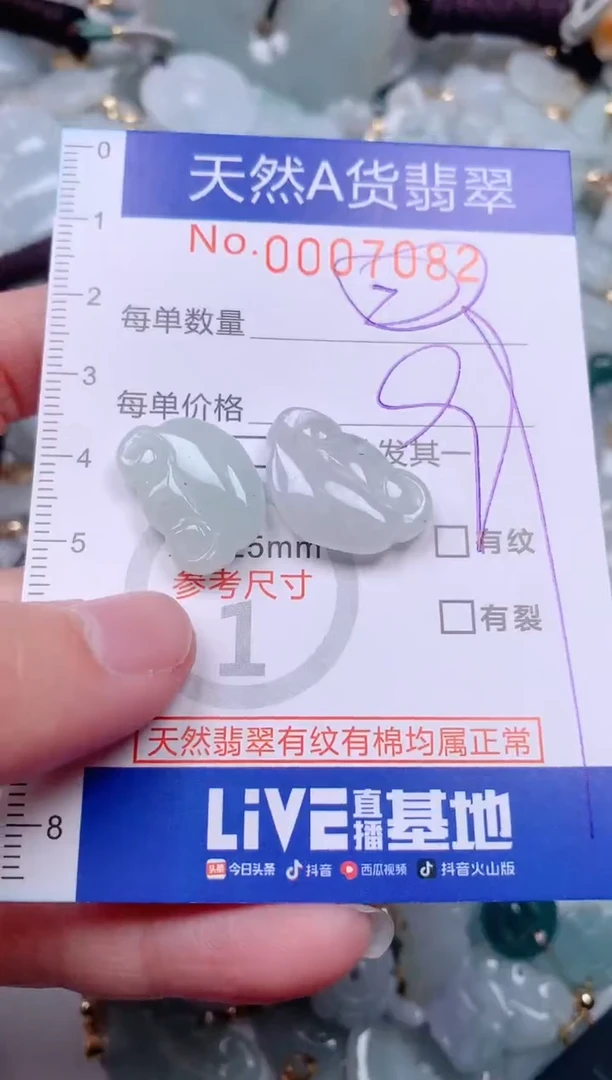 天然A货翡翠
No.0007082
0
1
2
3
4
5
8
每单数量
每单价格
发其一
5mm
有纹
参考尺寸
1
有裂
天然翡翠有纹有棉均属正常
LiVE直播基地
头条 今日头条 抖音 西瓜视频 抖音火山版